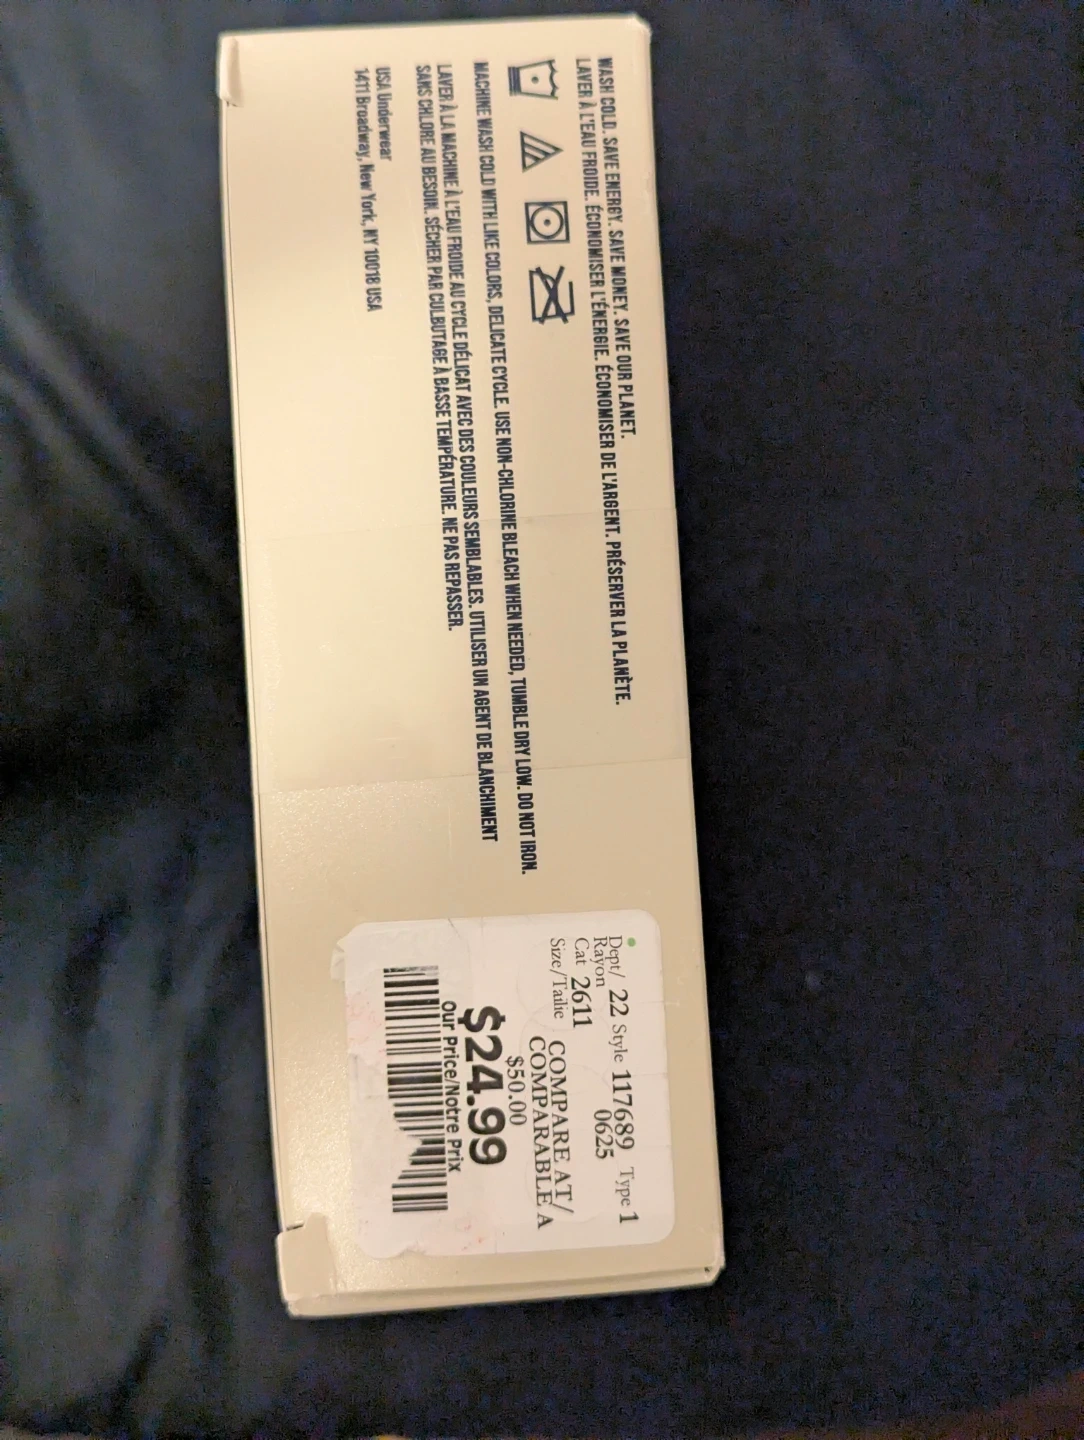 WASH COLD. SAVE ENERGY. SAVE MONEY. SAVE OUR PLANET.
LAVER À L'EAU FROIDE. ÉCONOMISER L'ÉNERGIE. ÉCONOMISER DE L'ARGENT. PRÉSERVER LA PLANÈTE.
MACHINE WASH COLD WITH LIKE COLORS, DELICATE CYCLE. USE NON-CHLORINE BLEACH WHEN NEEDED, TUMBLE DRY LOW. DO NOT IRON.
LAVER À LA MACHINE À L'EAU FROIDE AU CYCLE DÉLICAT AVEC DES COULEURS SEMBLABLES. UTILISER UN AGENT DE BLANCHIMENT
SANS CHLORE AU BESOIN. SÉCHER PAR CULBUTAGE À BASSE TEMPÉRATURE. NE PAS REPASSER.
USA Underwear
1411 Broadway, New York, NY 10018 USA
Dept/ 22 Style 117689 Type 1
Rayon
0625
Cat 2611
Size/Taille
COMPARE AT/
COMPARABLE A
$50.00
$24.99
Our Price/Notre Prix